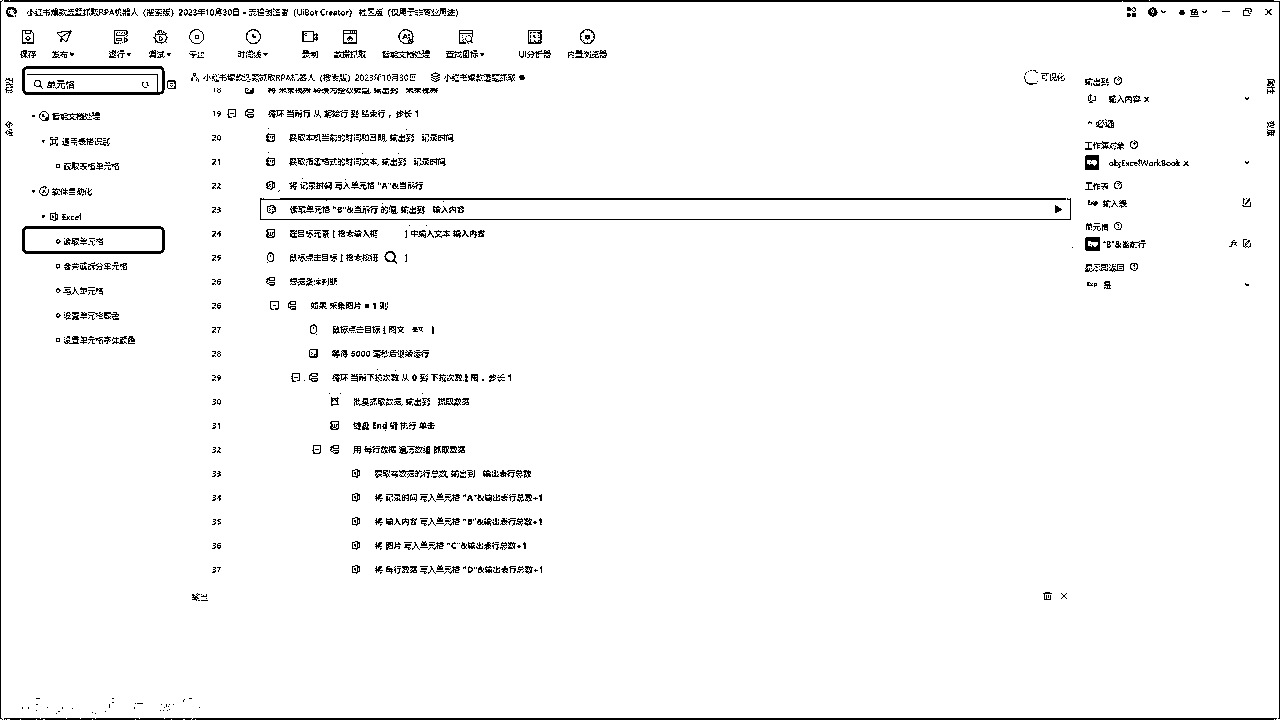 小红书爆款选题抓取RPA机器人（搜索版）2023年10月30日 - 流程创造者（UiBot Creator） 社区版（仅用于非商业用途）
保存 发布 运行 调试 停止 时间线 录制 数据抓取 智能文档处理 查找图标 UI分析器 内置浏览器
单元格
小红书爆款选题抓取RPA机器人（搜索版）2023年10月30日 小红书爆款选题抓取
可视化
智能文档处理
通用表格识别
获取表格单元格
软件自动化
Excel
读取单元格
合并或拆分单元格
写入单元格
设置单元格颜色
设置单元格字体颜色
18
19 循环 当前行 从 起始行 到 结束行，步长 1
20 获取本机当前的时间和日期, 输出到 记录时间
21 获取指定格式的时间文本, 输出到 记录时间
22 将 记录时间 写入单元格 "A"&当前行
23 读取单元格 "B"&当前行 的值, 输出到 输入内容
24 在目标元素 [ 搜索输入框 ] 中输入文本 输入内容
25 鼠标点击目标 [ 搜索按钮 ]
26
26 如果 采集图片 = 1 则
27 鼠标点击目标 [ 图文 ]
28 等待 5000 毫秒后继续运行
29 循环 当前下拉次数 从 0 到 下拉次数上限，步长 1
30 批量抓取数据, 输出到 抓取数据
31 键盘 End 键 执行 单击
32 用 每行数据 遍历数组 抓取数据
33 获取有数据的行总数, 输出到 输出表行总数
34 将 记录时间 写入单元格 "A"&输出表行总数+1
35 将 输入内容 写入单元格 "B"&输出表行总数+1
36 将 图片 写入单元格 "C"&输出表行总数+1
37 将 每行数据 写入单元格 "D"&输出表行总数+1
输出
输出到
输入内容 x
必选
工作簿对象
objExcelWorkBook x
工作表
Exp 输入表
单元格
Exp "B"&当前行
显示即返回
Exp 是
属性
变量